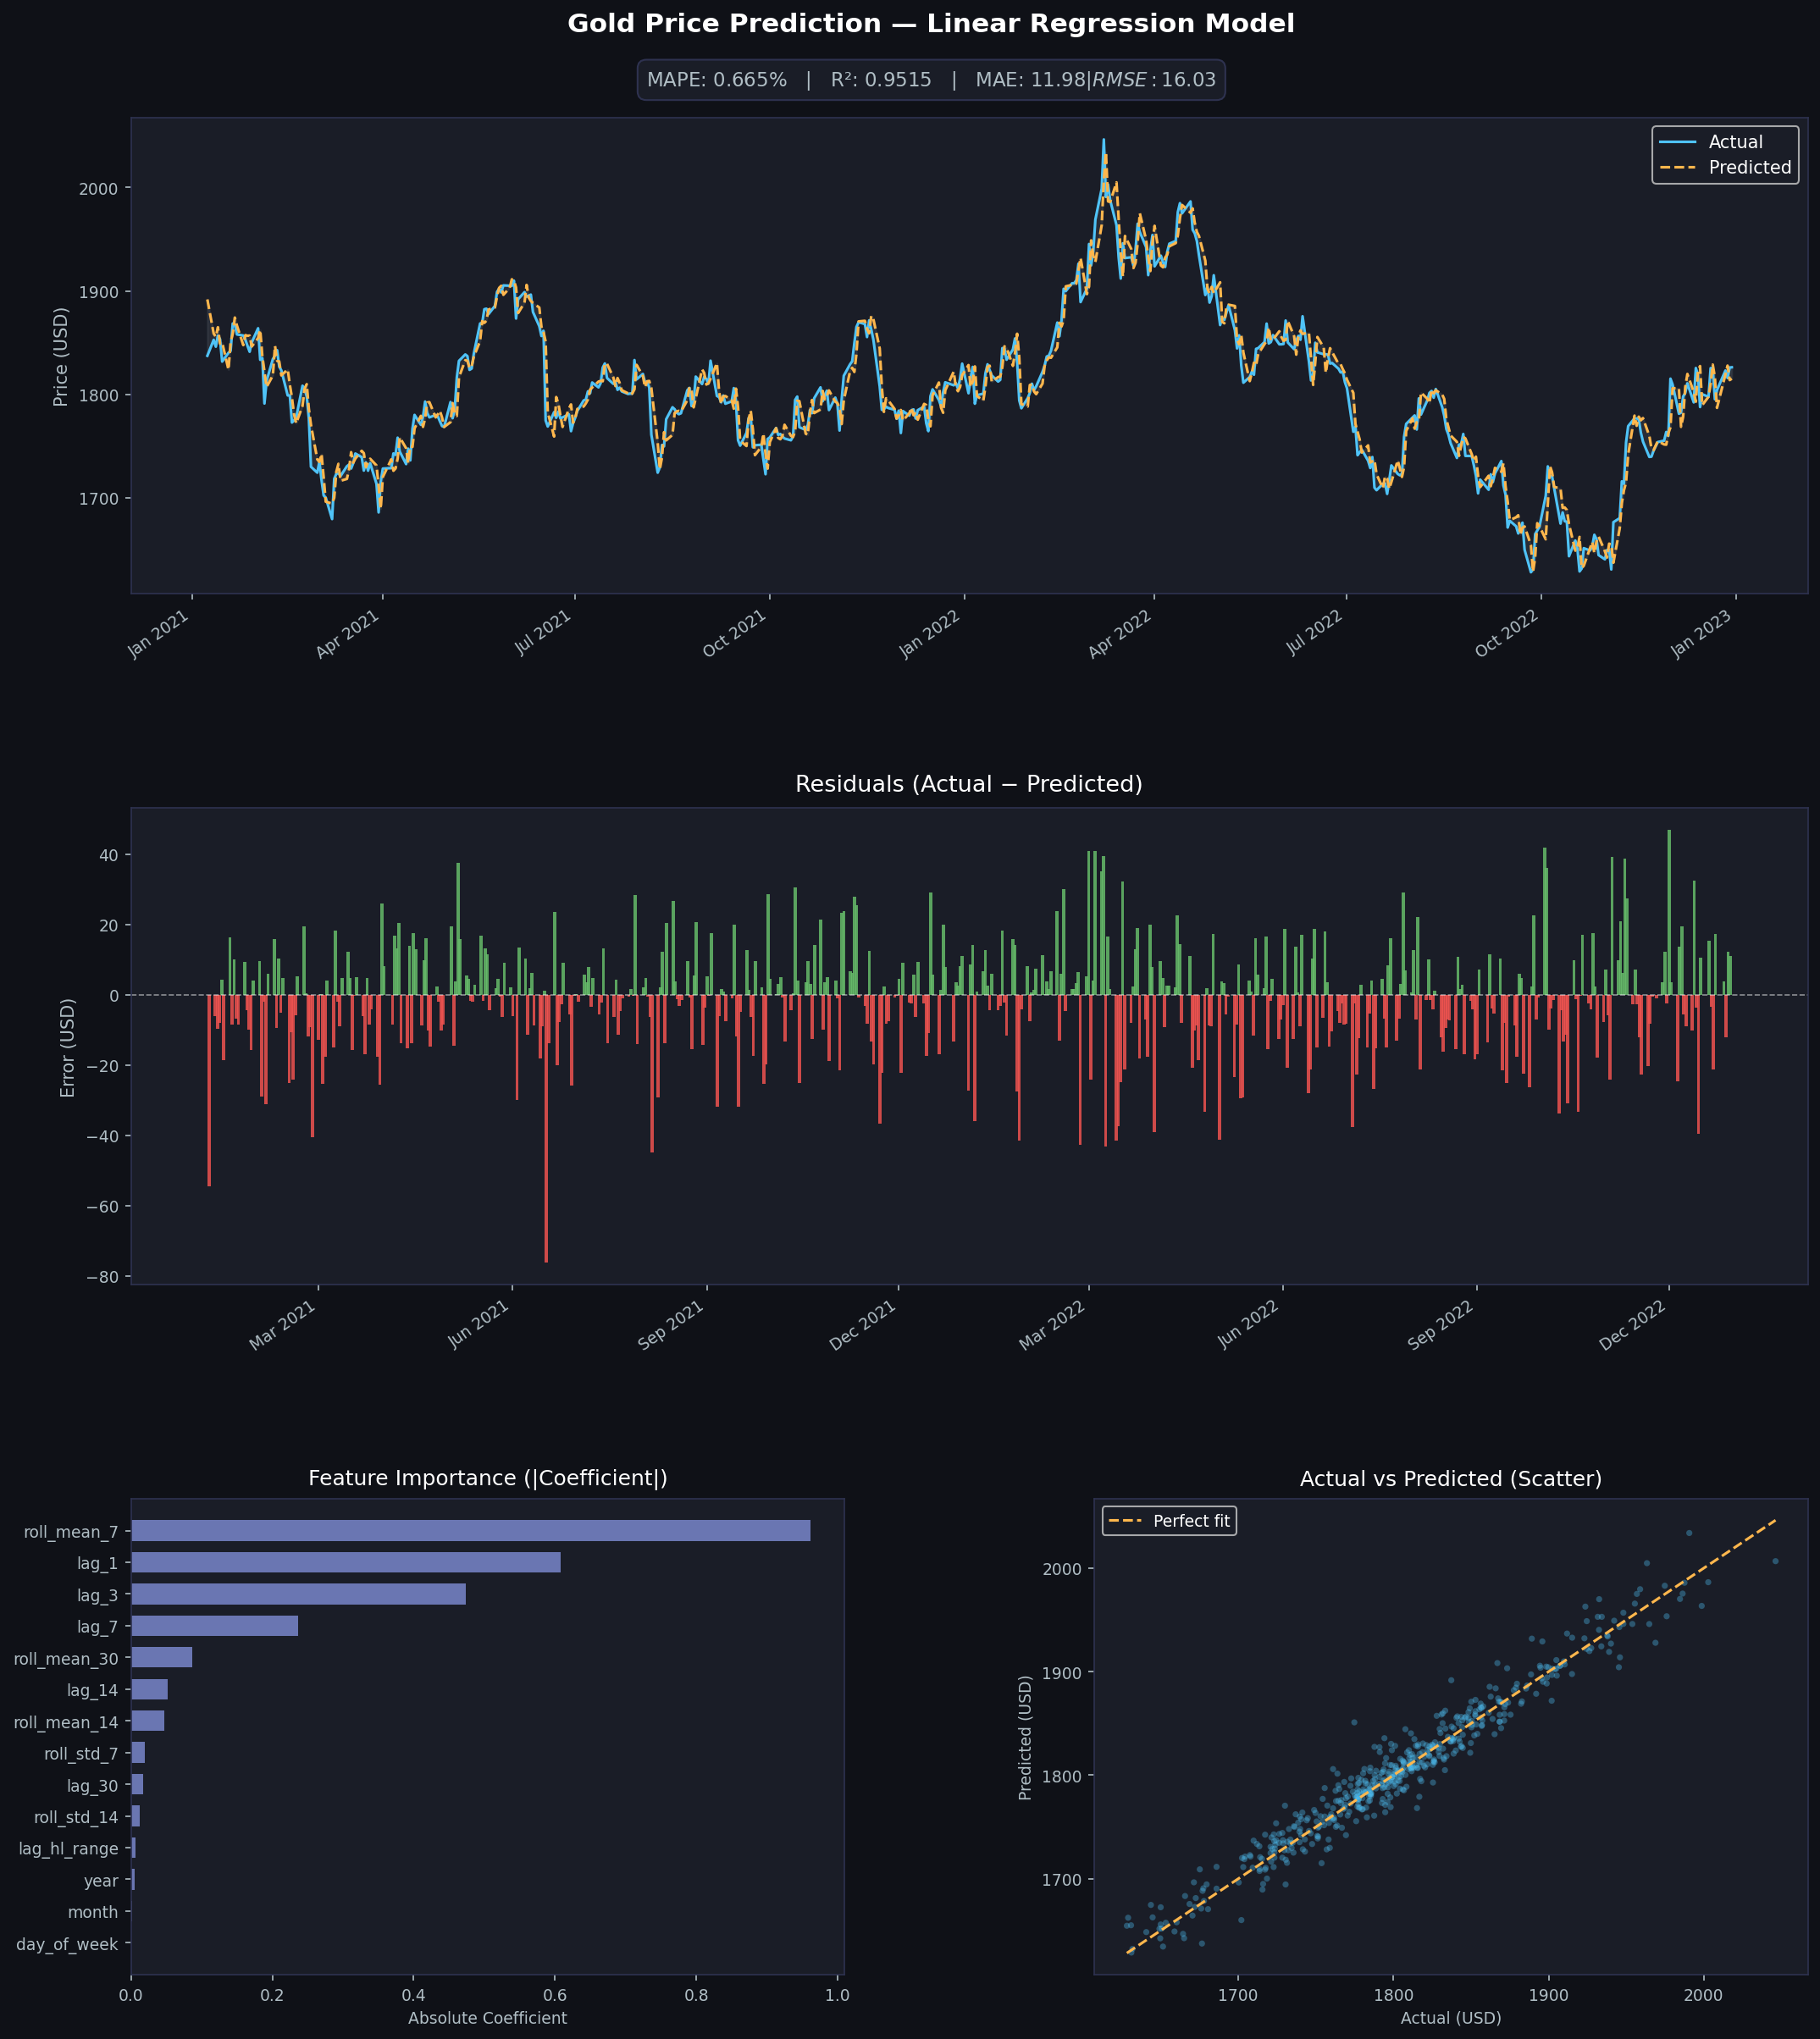 Gold Price Prediction — Linear Regression Model
MAPE: 0.665% | R²: 0.9515 | MAE: 11.98|RMSE:16.03
Actual
Predicted
Price (USD)
2000
1900
1800
1700
Jan 2021
Apr 2021
Jul 2021
Oct 2021
Jan 2022
Apr 2022
Jul 2022
Oct 2022
Jan 2023
Residuals (Actual − Predicted)
Error (USD)
40
20
0
−20
−40
−60
−80
Mar 2021
Jun 2021
Sep 2021
Dec 2021
Mar 2022
Jun 2022
Sep 2022
Dec 2022
Feature Importance (|Coefficient|)
roll_mean_7
lag_1
lag_3
lag_7
roll_mean_30
lag_14
roll_mean_14
roll_std_7
lag_30
roll_std_14
lag_hl_range
year
month
day_of_week
0.0
0.2
0.4
0.6
0.8
1.0
Absolute Coefficient
Actual vs Predicted (Scatter)
Perfect fit
Predicted (USD)
2000
1900
1800
1700
1700
1800
1900
2000
Actual (USD)